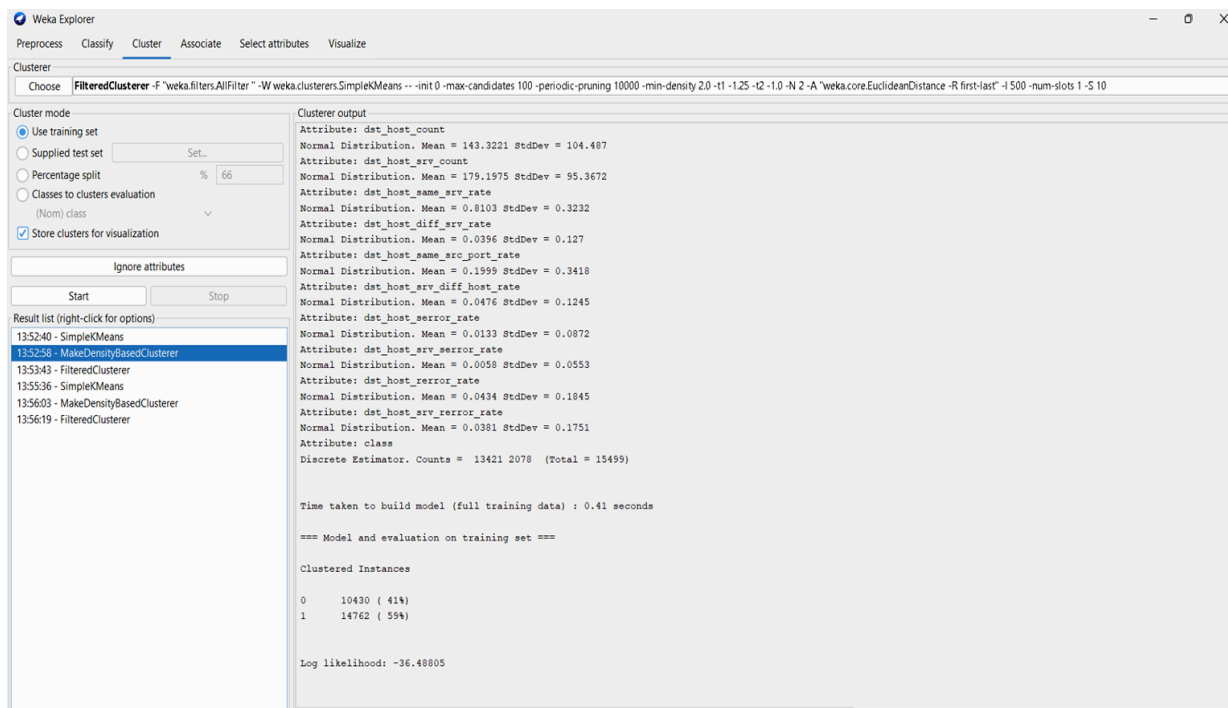 Weka Explorer
Preprocess Classify Cluster Associate Select attributes Visualize
Clusterer
Choose FilteredClusterer -F "weka.filters.AllFilter " -W weka.clusterers.SimpleKMeans -- -init 0 -max-candidates 100 -periodic-pruning 10000 -min-density 2.0 -t1 -1.25 -t2 -1.0 -N 2 -A "weka.core.EuclideanDistance -R first-last" -I 500 -num-slots 1 -S 10
Cluster mode
Use training set
Supplied test set Set...
Percentage split % 66
Classes to clusters evaluation
(Nom) class
Store clusters for visualization
Ignore attributes
Start Stop
Result list (right-click for options)
13:52:40 - SimpleKMeans
13:52:58 - MakeDensityBasedClusterer
13:53:43 - FilteredClusterer
13:55:36 - SimpleKMeans
13:56:03 - MakeDensityBasedClusterer
13:56:19 - FilteredClusterer
Clusterer output
Attribute: dst_host_count
Normal Distribution. Mean = 143.3221 StdDev = 104.487
Attribute: dst_host_srv_count
Normal Distribution. Mean = 179.1975 StdDev = 95.3672
Attribute: dst_host_same_srv_rate
Normal Distribution. Mean = 0.8103 StdDev = 0.3232
Attribute: dst_host_diff_srv_rate
Normal Distribution. Mean = 0.0396 StdDev = 0.127
Attribute: dst_host_same_src_port_rate
Normal Distribution. Mean = 0.1999 StdDev = 0.3418
Attribute: dst_host_srv_diff_host_rate
Normal Distribution. Mean = 0.0476 StdDev = 0.1245
Attribute: dst_host_serror_rate
Normal Distribution. Mean = 0.0133 StdDev = 0.0872
Attribute: dst_host_srv_serror_rate
Normal Distribution. Mean = 0.0058 StdDev = 0.0553
Attribute: dst_host_rerror_rate
Normal Distribution. Mean = 0.0434 StdDev = 0.1845
Attribute: dst_host_srv_rerror_rate
Normal Distribution. Mean = 0.0381 StdDev = 0.1751
Attribute: class
Discrete Estimator. Counts = 13421 2078 (Total = 15499)
Time taken to build model (full training data) : 0.41 seconds
=== Model and evaluation on training set ===
Clustered Instances
0 10430 ( 41%)
1 14762 ( 59%)
Log likelihood: -36.48805